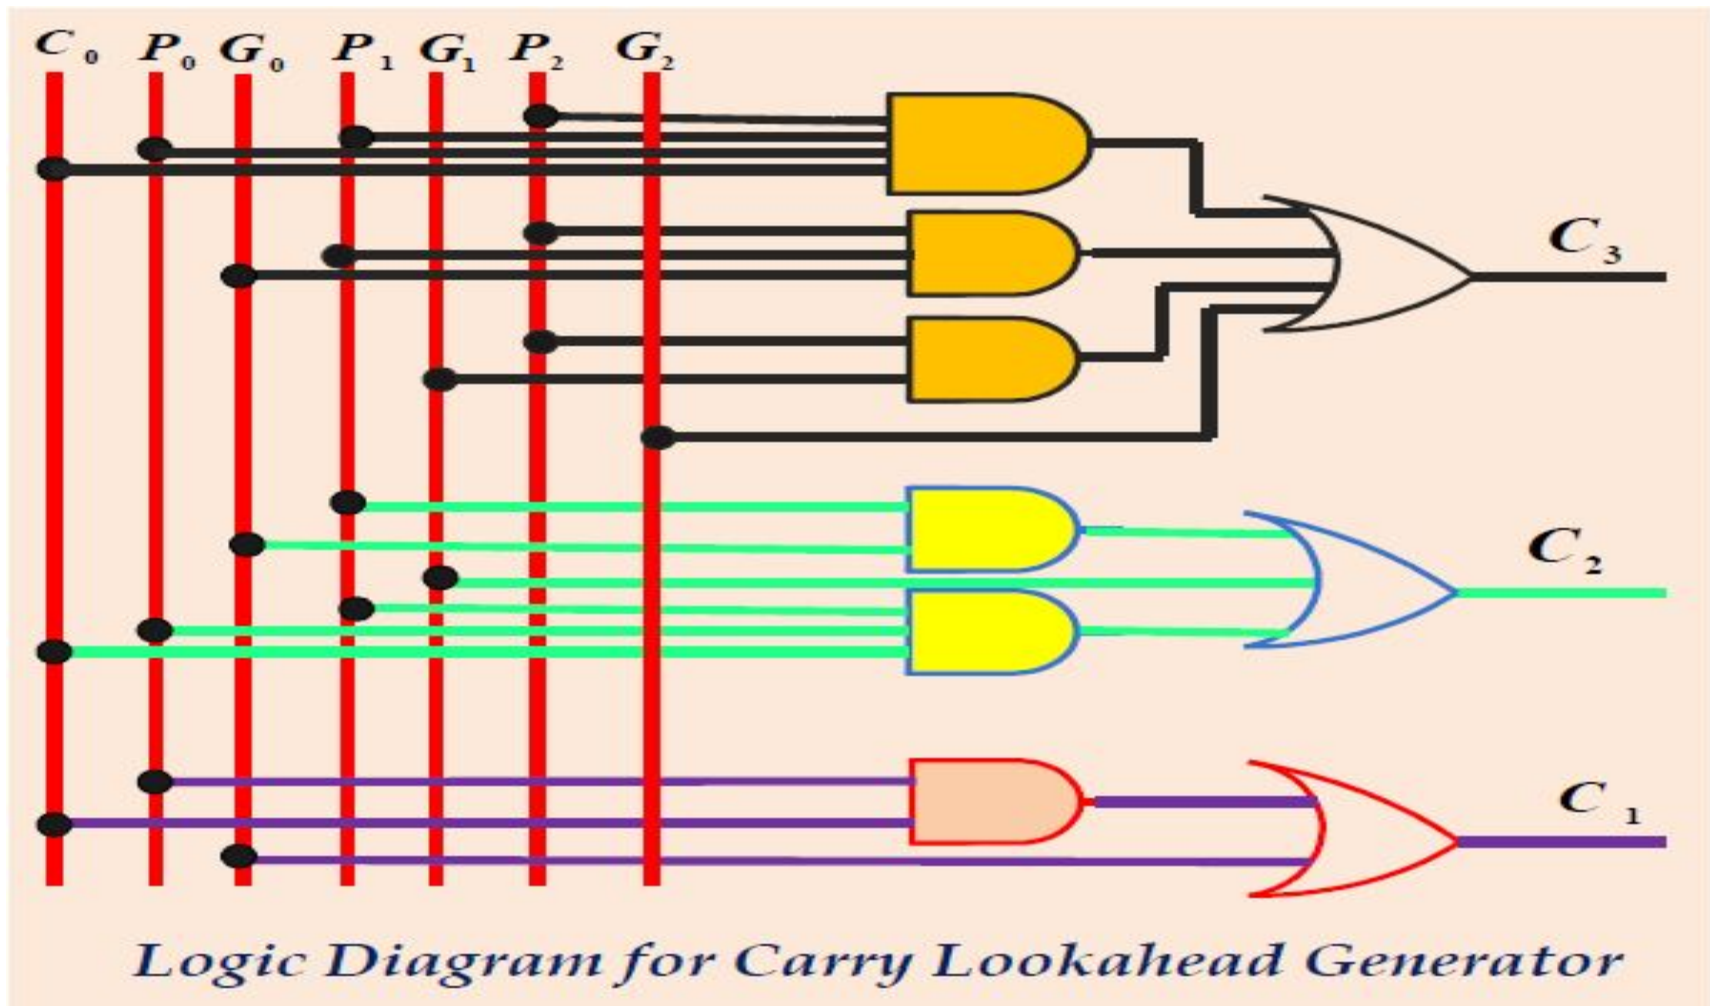 C₀ P₀ G₀ P₁ G₁ P₂ G₂
C₃
C₂
C₁
Logic Diagram for Carry Lookahead Generator